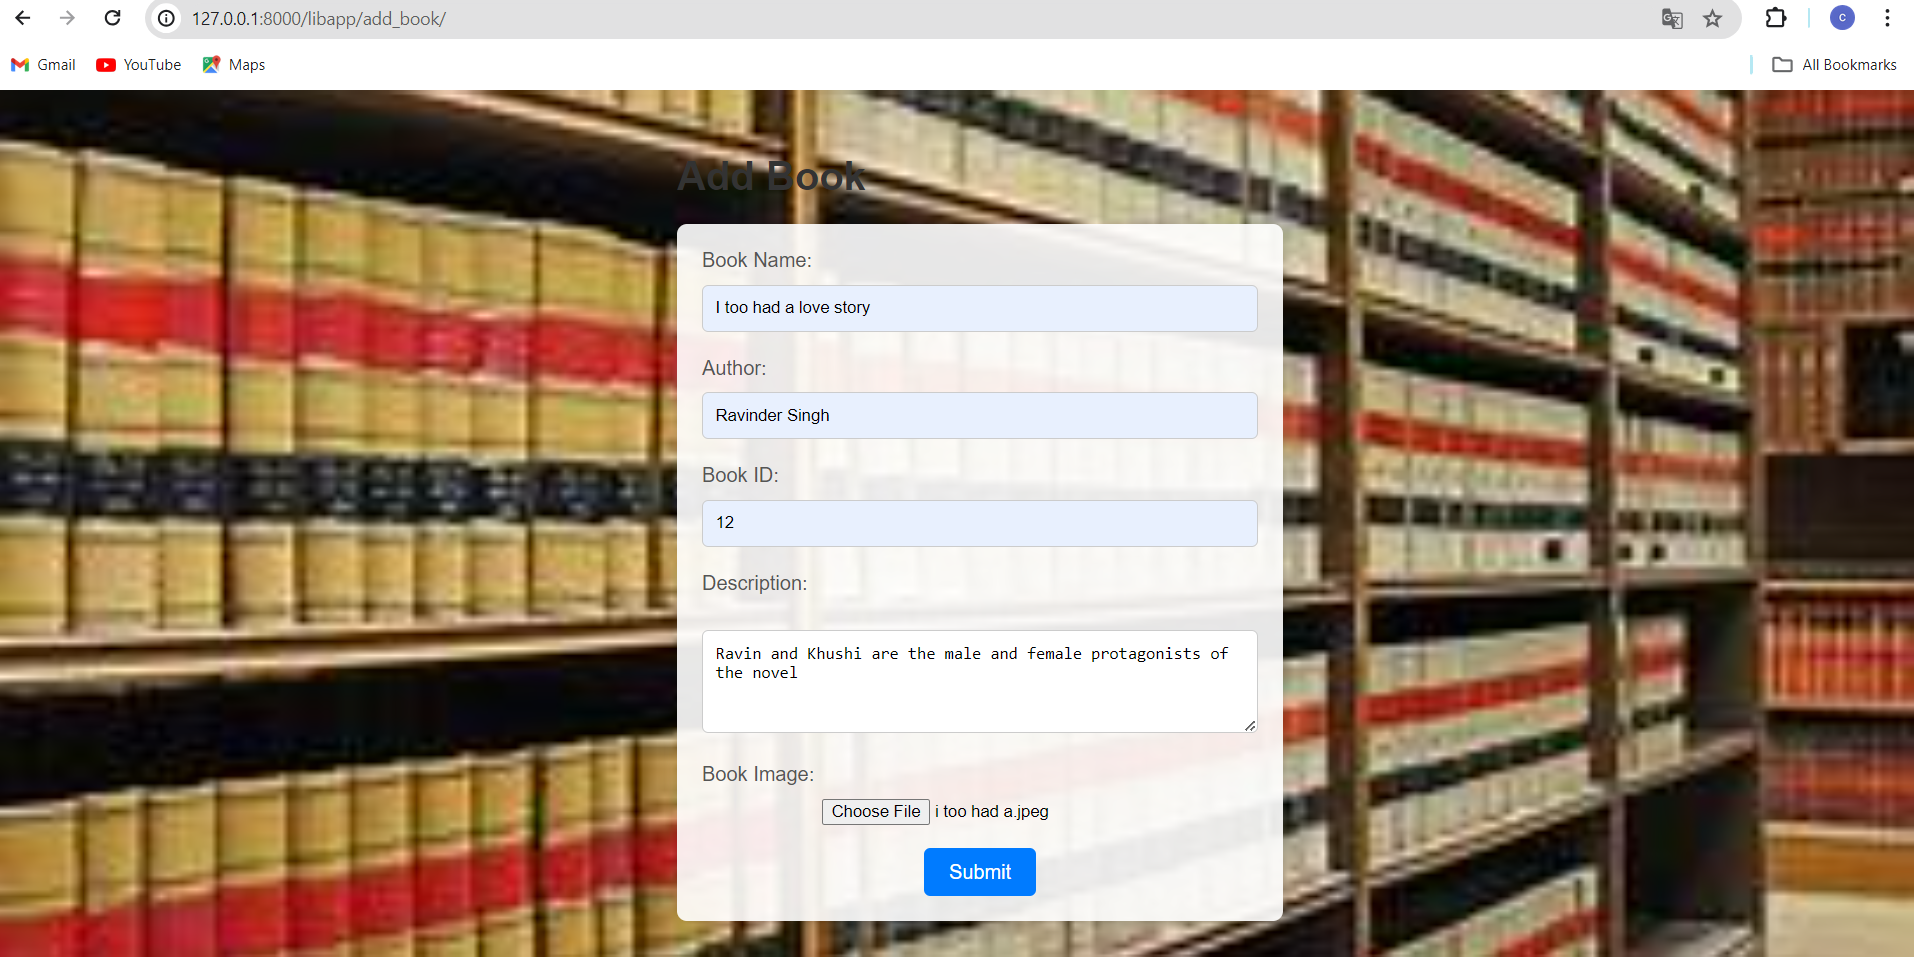 127.0.0.1:8000/libapp/add_book/
Gmail YouTube Maps All Bookmarks
Add Book
Book Name:
I too had a love story
Author:
Ravinder Singh
Book ID:
12
Description:
Ravin and Khushi are the male and female protagonists of
the novel
Book Image:
Choose File i too had a.jpeg
Submit